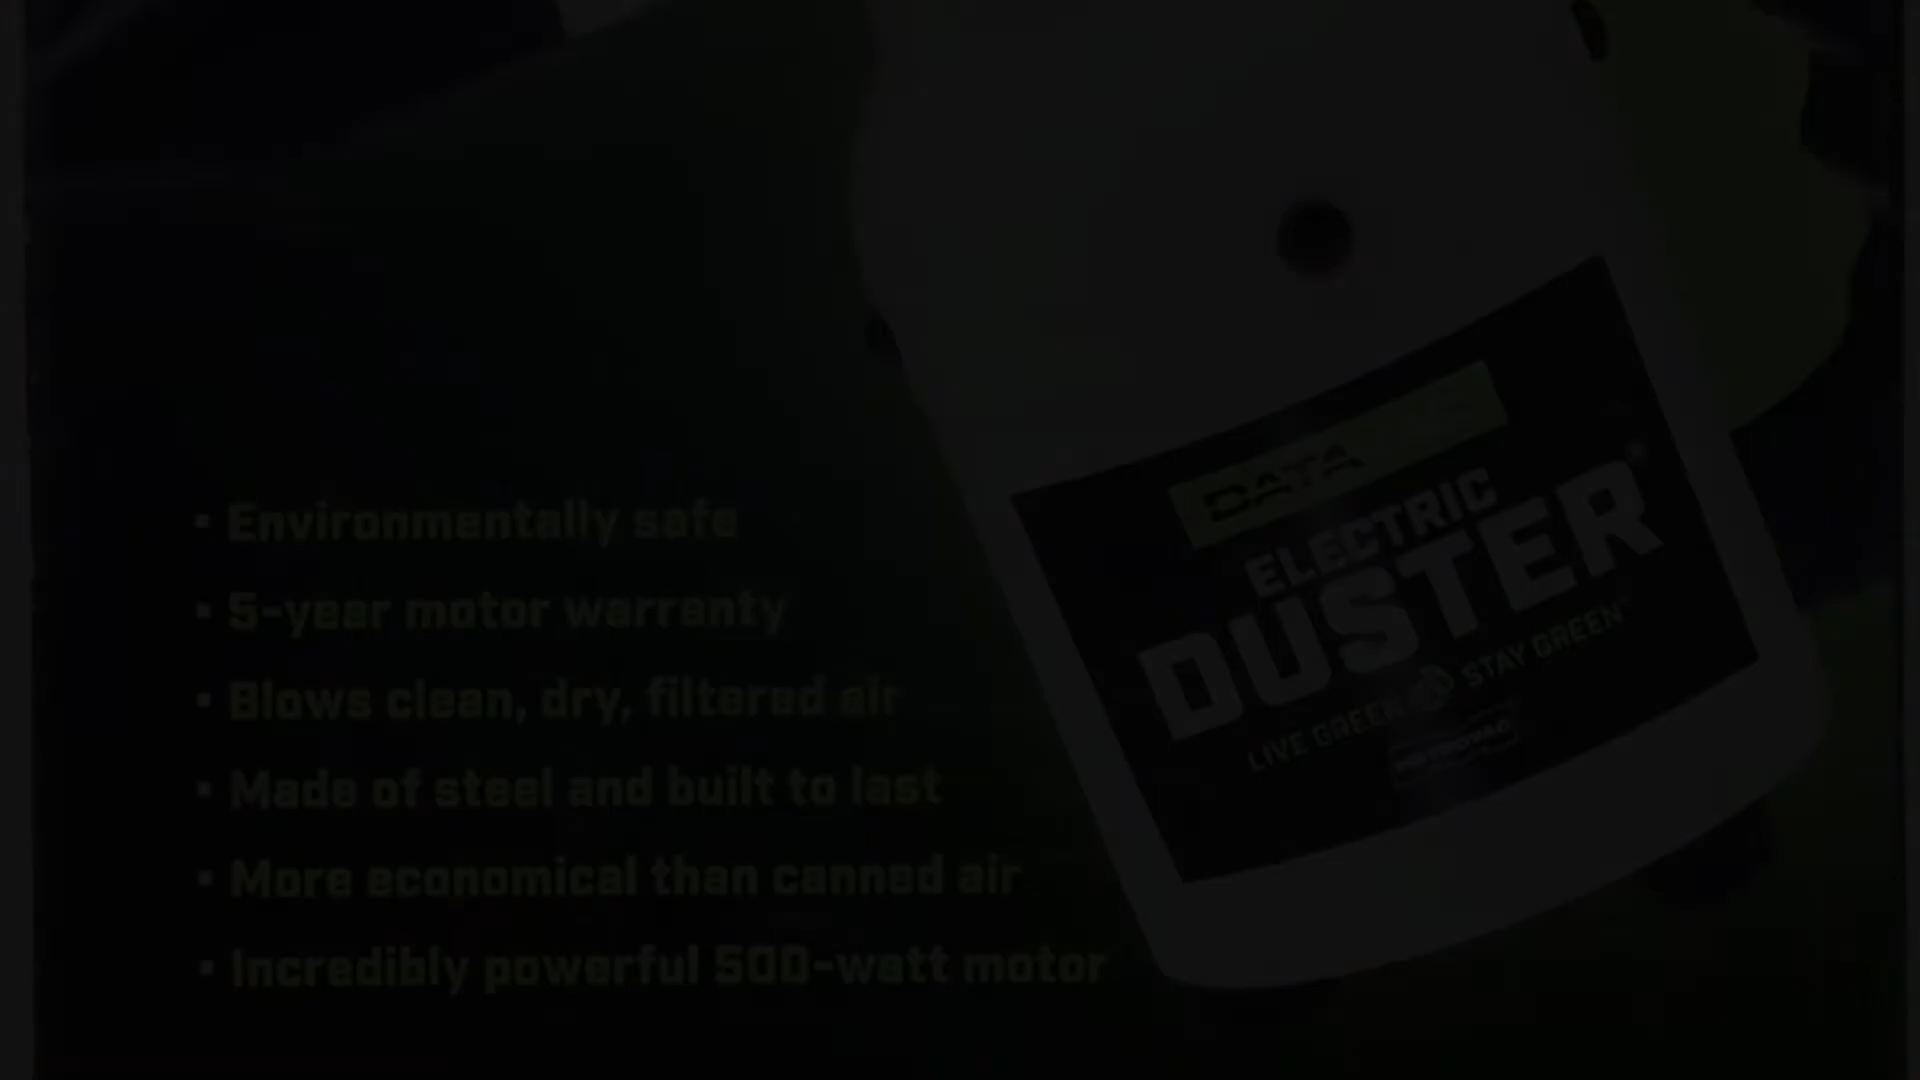 • Environmentally safe
• 5-year motor warranty
• Blows clean, dry, filtered air
• Made of steel and built to last
• More economical than canned air
• Incredibly powerful 500-watt motor
DATA
ELECTRIC
DUSTER®
LIVE GREEN STAY GREEN®
METROVAC